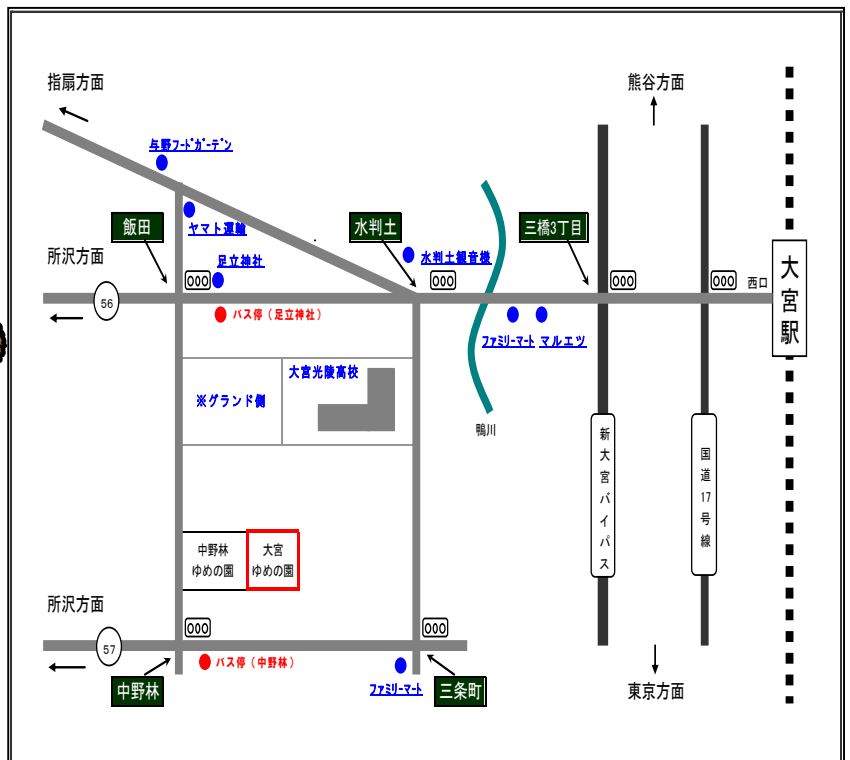 指扇方面
熊谷方面
与野フードガーデン
飯田
ヤマト運輸
水判土
三橋3丁目
所沢方面
足立神社
水判土観音様
大宮駅
西口
000
000
000
000
56
バス停（足立神社）
ファミリーマート
マルエツ
大宮光陵高校
※グランド側
鴨川
新大宮バイパス
国道17号線
中野林
ゆめの園
大宮
ゆめの園
所沢方面
000
000
57
バス停（中野林）
中野林
ファミリーマート
三条町
東京方面